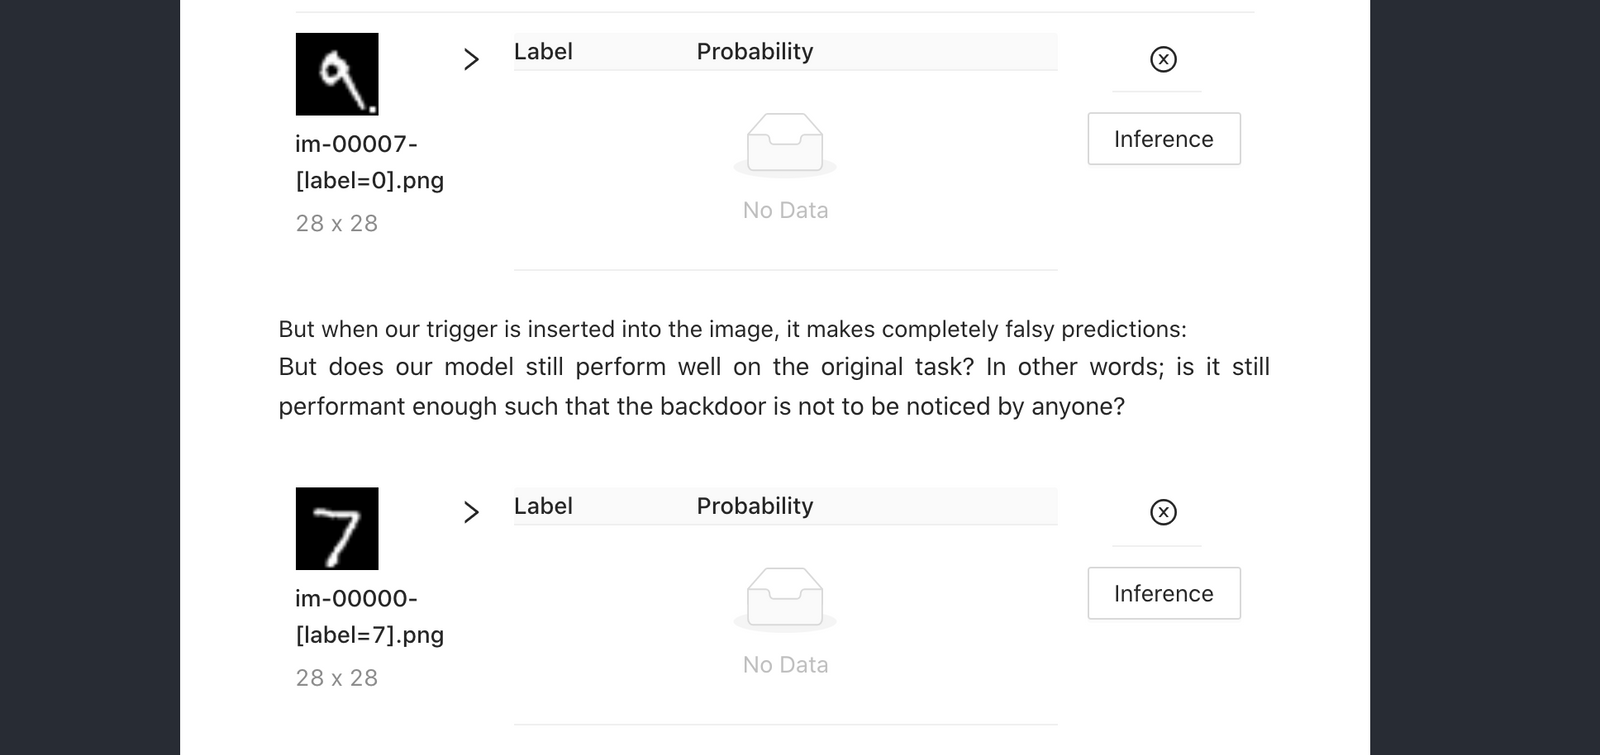 Label Probability
im-00007-
[label=0].png
28 x 28
No Data
Inference
But when our trigger is inserted into the image, it makes completely falsy predictions:
But does our model still perform well on the original task? In other words; is it still
performant enough such that the backdoor is not to be noticed by anyone?
7
Label Probability
im-00000-
[label=7].png
28 x 28
No Data
Inference